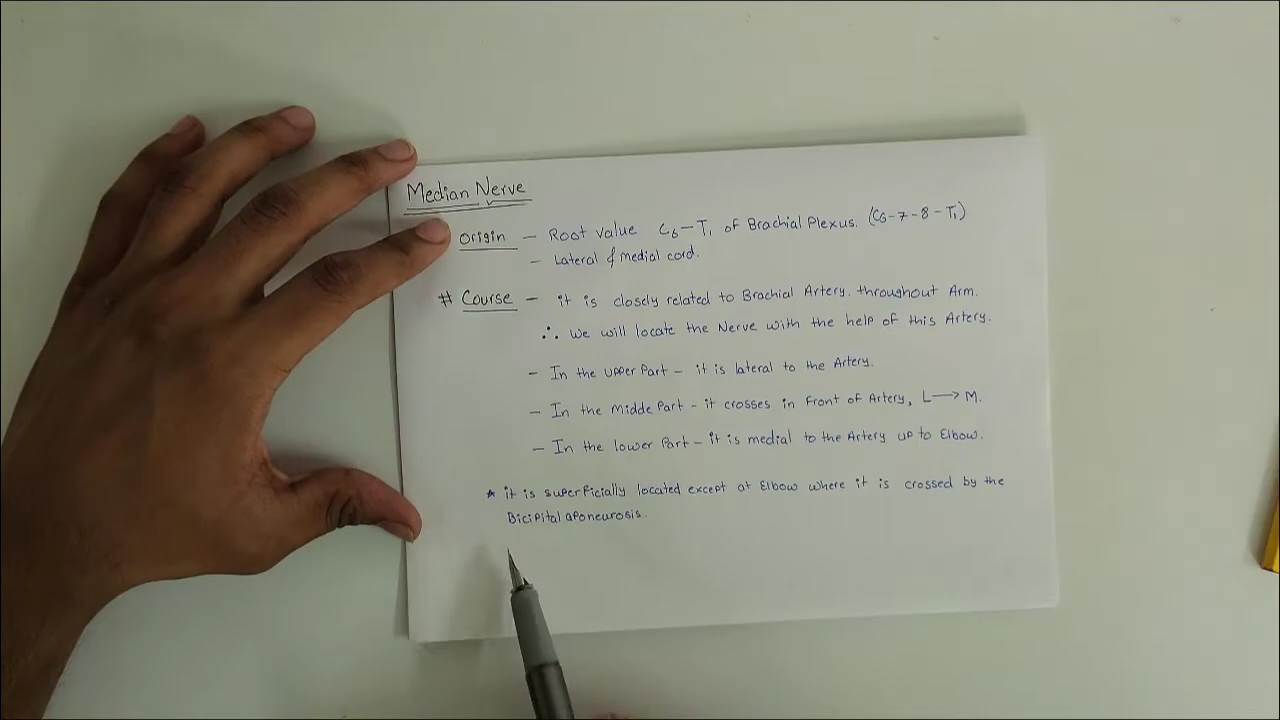 Median Nerve
origin – Root value C6–T1 of Brachial Plexus. (C6-7-8-T1)
– Lateral & medial cord.
# Course – it is closely related to Brachial Artery. throughout Arm.
∴ We will locate the Nerve with the help of this Artery.
– In the upper Part – it is lateral to the Artery.
– In the midde Part – it crosses in Front of Artery, L→M.
– In the lower Part – it is medial to the Artery up to Elbow.
* it is superficially located except at Elbow where it is crossed by the
Bicipital aponeurosis.